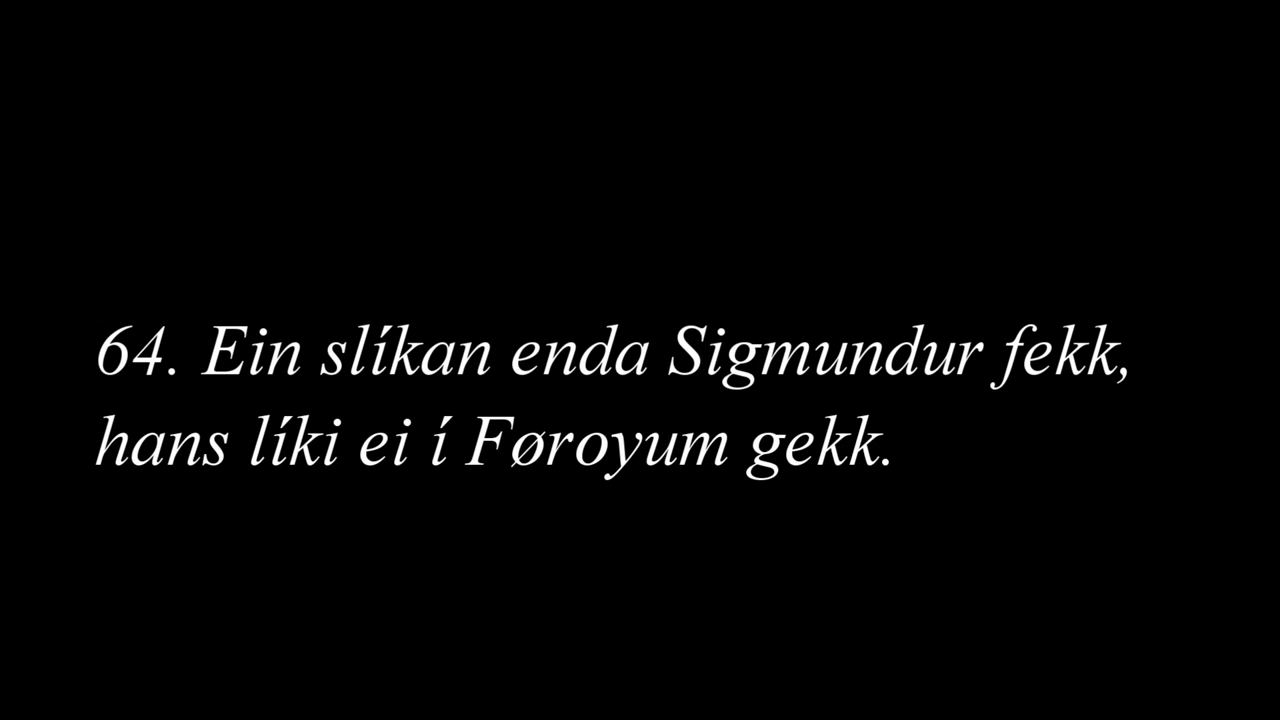 64. Ein slíkan enda Sigmundur fekk,
hans líki ei í Føroyum gekk.